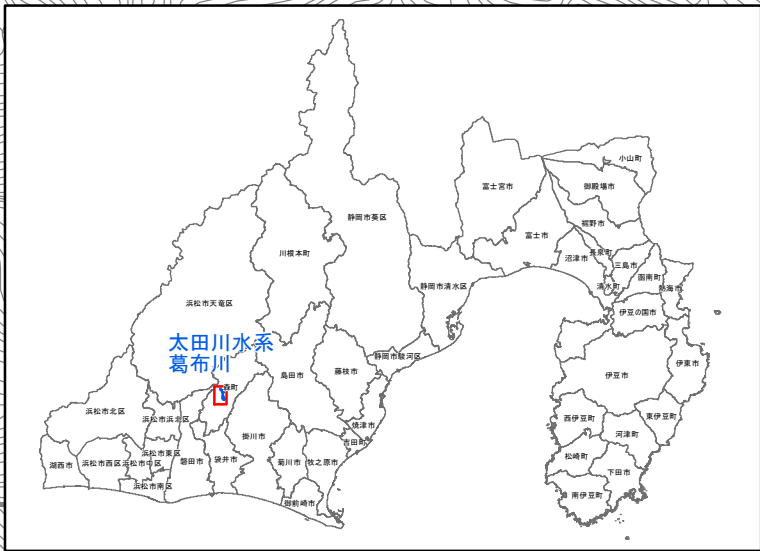 小山町
富士宮市
御殿場市
静岡市葵区
裾野市
富士市
川根本町
長泉町
沼津市
三島市
函南町
静岡市清水区
清水町
熱海市
浜松市天竜区
伊豆の国市
太田川水系
葛布川
静岡市駿河区
島田市
藤枝市
伊豆市
伊東市
森町
浜松市北区
浜松市浜北区
西伊豆町
東伊豆町
焼津市
掛川市
河津町
吉田町
浜松市東区
松崎町
湖西市
浜松市西区
浜松市中区
磐田市
袋井市
菊川市
牧之原市
下田市
浜松市南区
南伊豆町
御前崎市